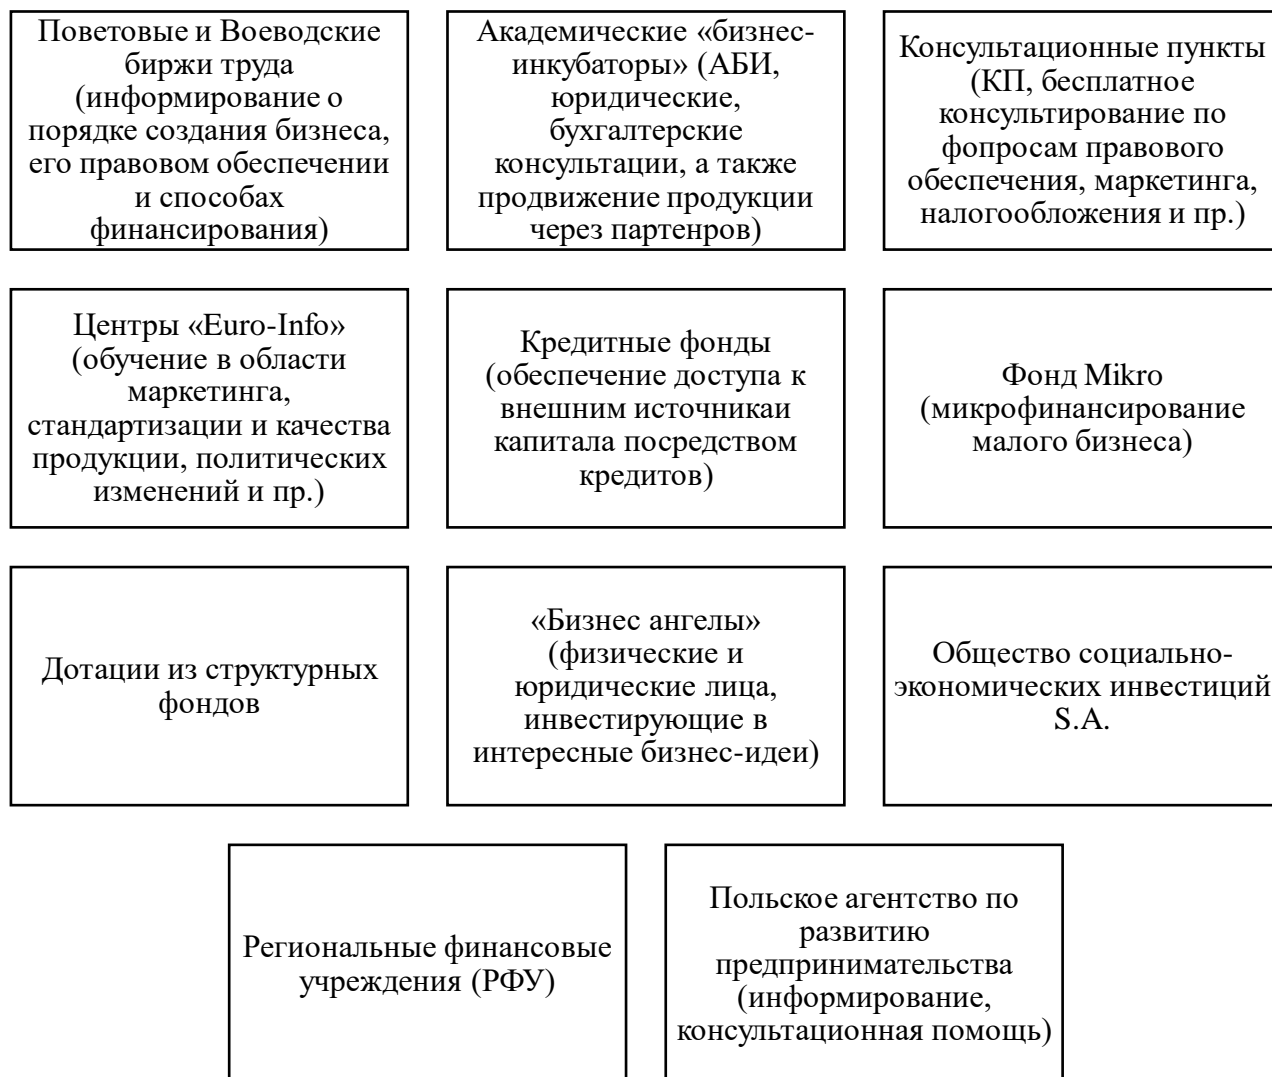 Поветовые и Воеводские
биржи труда
(информирование о
порядке создания бизнеса,
его правовом обеспечении
и способах
финансирования)
Академические «бизнес-
инкубаторы» (АБИ,
юридические,
бухгалтерские
консультации, а также
продвижение продукции
через партенров)
Консультационные пункты
(КП, бесплатное
консультирование по
фопросам правового
обеспечения, маркетинга,
налогообложения и пр.)
Центры «Euro-Info»
(обучение в области
маркетинга,
стандартизации и качества
продукции, политических
изменений и пр.)
Кредитные фонды
(обеспечение доступа к
внешним источникаи
капитала посредством
кредитов)
Фонд Mikro
(микрофинансирование
малого бизнеса)
Дотации из структурных
фондов
«Бизнес ангелы»
(физические и
юридические лица,
инвестирующие в
интересные бизнес-идеи)
Общество социально-
экономических инвестиций
S.A.
Региональные финансовые
учреждения (РФУ)
Польское агентство по
развитию
предпринимательства
(информирование,
консультационная помощь)